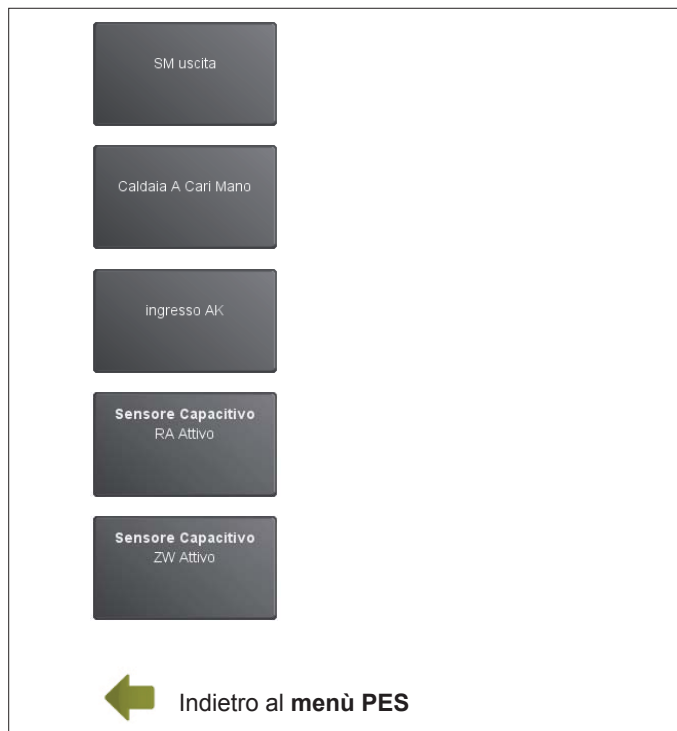 SM uscita
Caldaia A Cari Mano
ingresso AK
Sensore Capacitivo
RA Attivo
Sensore Capacitivo
ZW Attivo
Indietro al menù PES